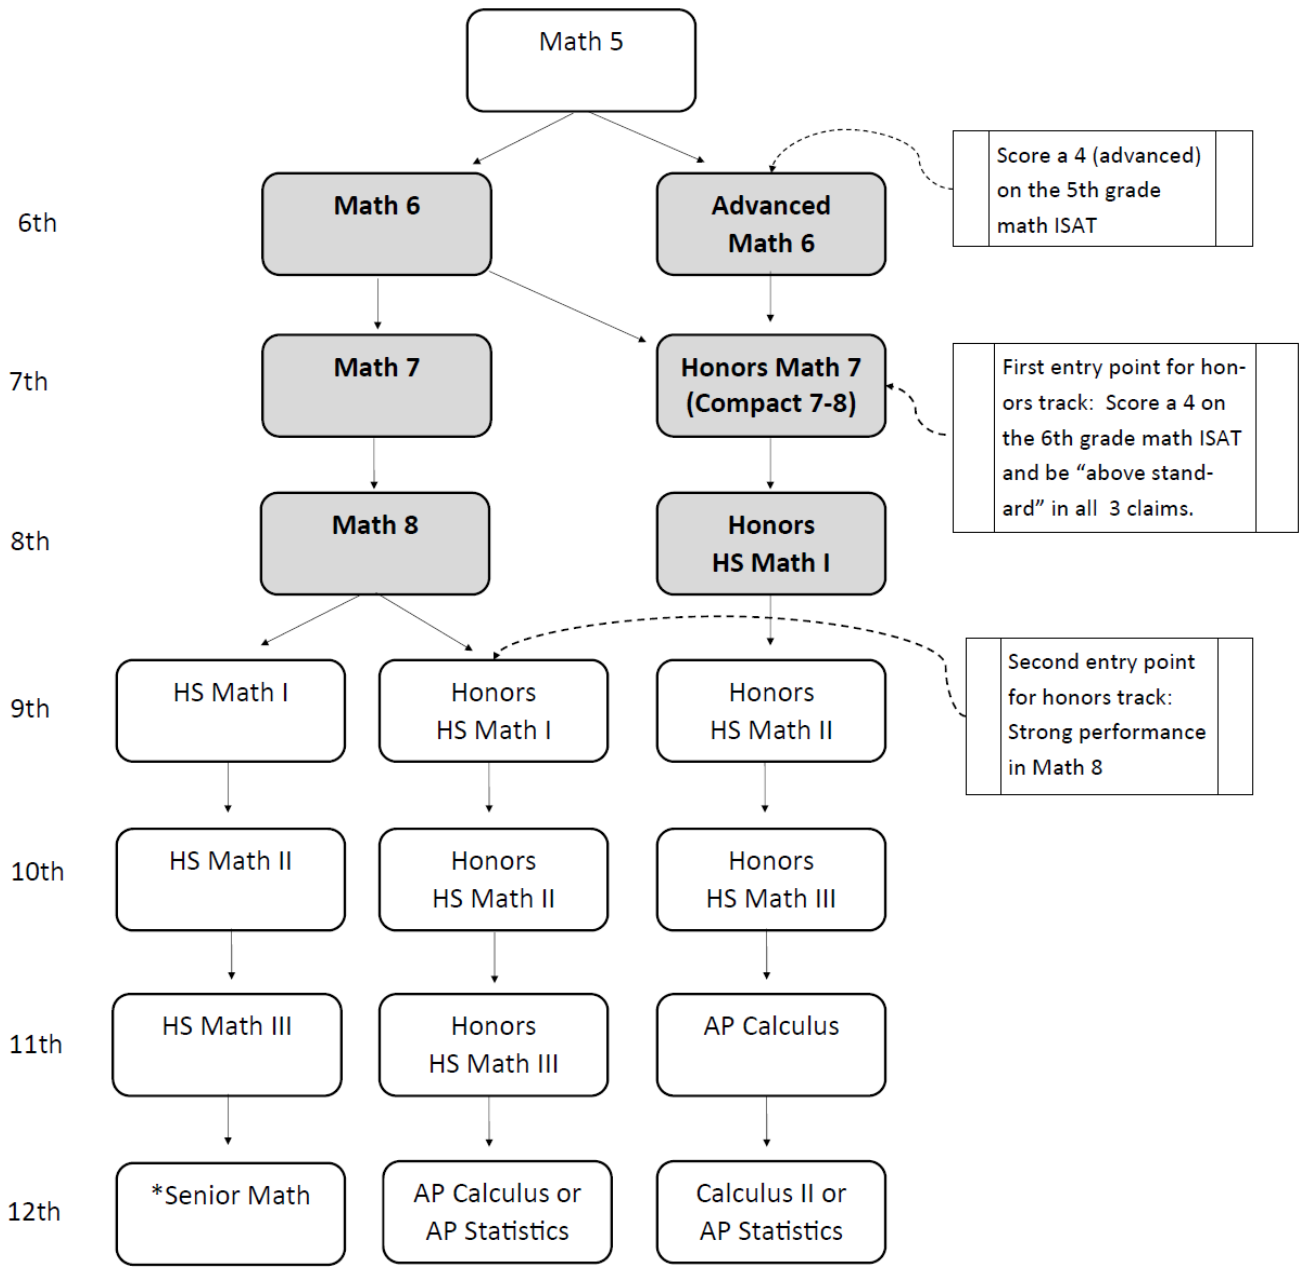 Math 5
6th
Math 6
Advanced
Math 6
Score a 4 (advanced)
on the 5th grade
math ISAT
7th
Math 7
Honors Math 7
(Compact 7-8)
First entry point for hon-
ors track:  Score a 4 on
the 6th grade math ISAT
and be “above stand-
ard” in all  3 claims.
8th
Math 8
Honors
HS Math I
9th
HS Math I
Honors
HS Math I
Honors
HS Math II
Second entry point
for honors track:
Strong performance
in Math 8
10th
HS Math II
Honors
HS Math II
Honors
HS Math III
11th
HS Math III
Honors
HS Math III
AP Calculus
12th
*Senior Math
AP Calculus or
AP Statistics
Calculus II or
AP Statistics